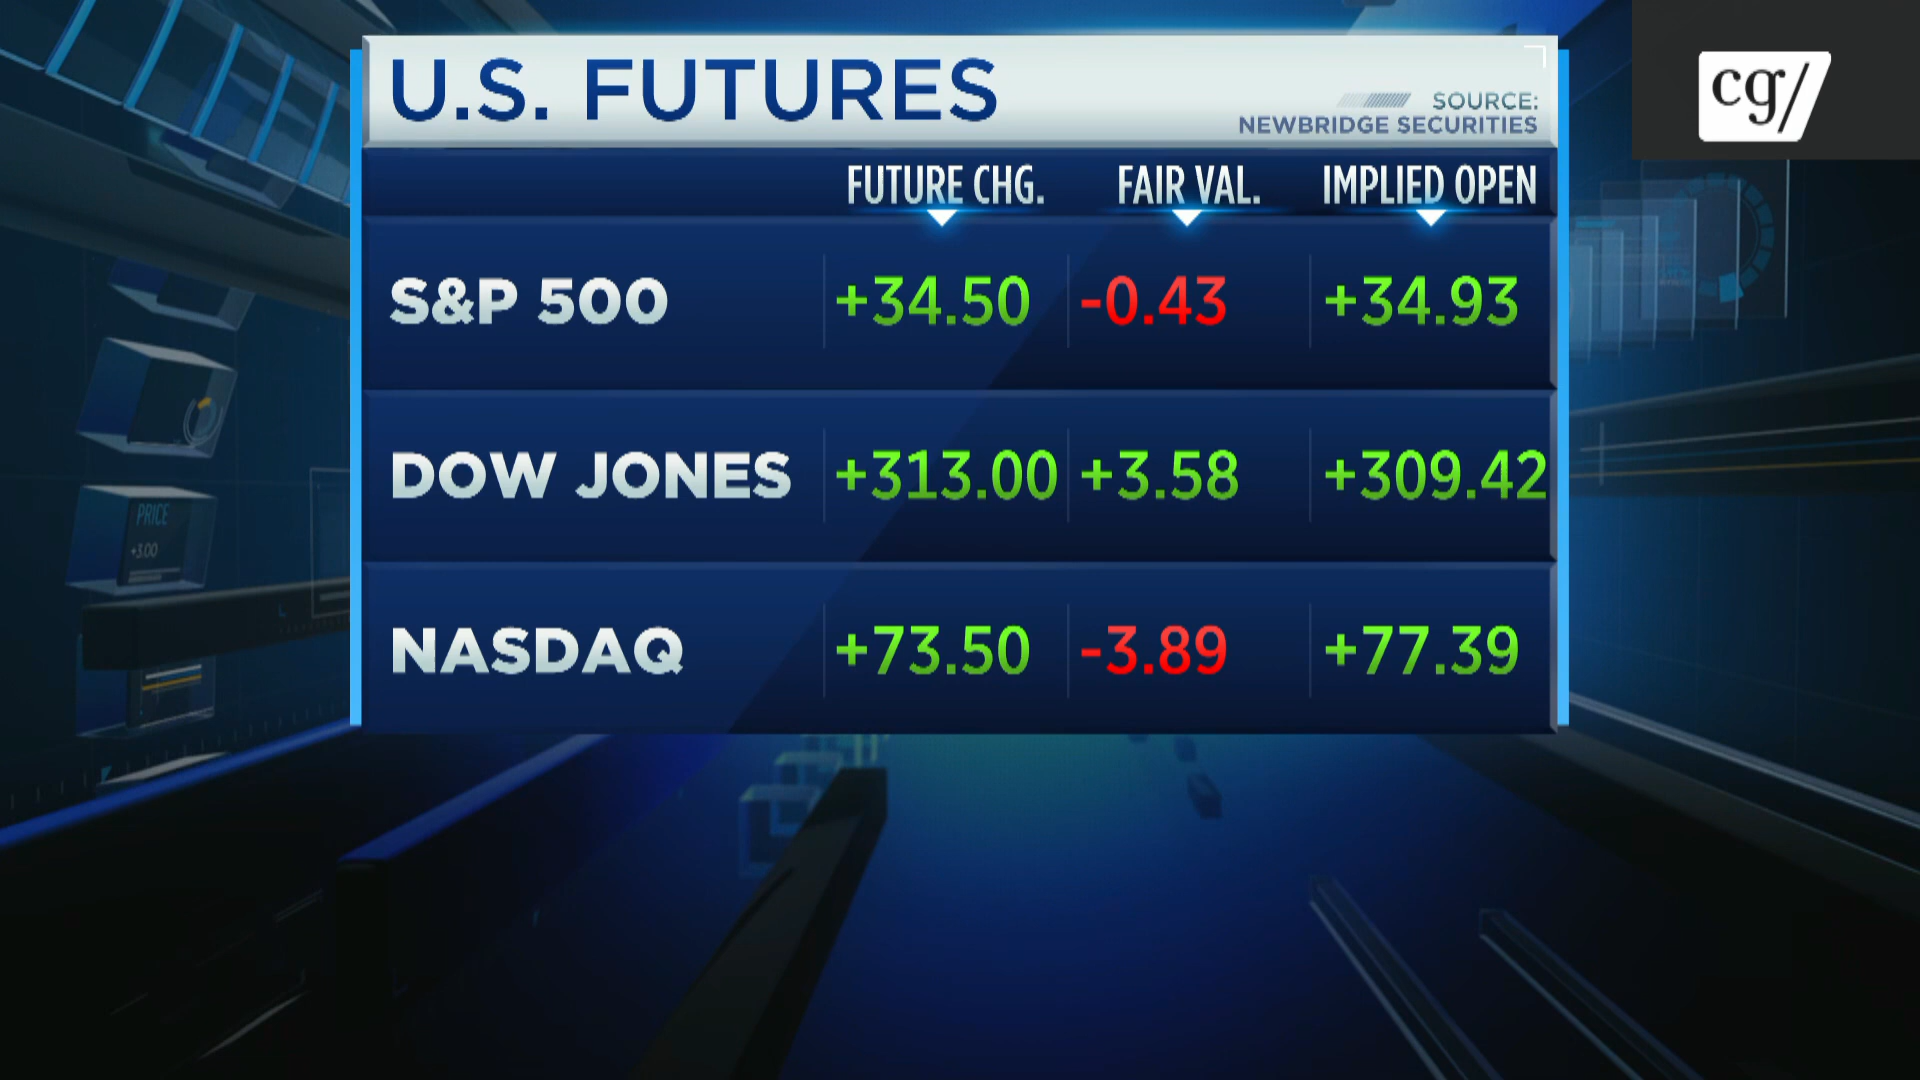 U.S. FUTURES
SOURCE:
NEWBRIDGE SECURITIES
cg/
FUTURE CHG. FAIR VAL. IMPLIED OPEN
S&P 500 +34.50 -0.43 +34.93
DOW JONES +313.00 +3.58 +309.42
NASDAQ +73.50 -3.89 +77.39
PRICE
+3.00